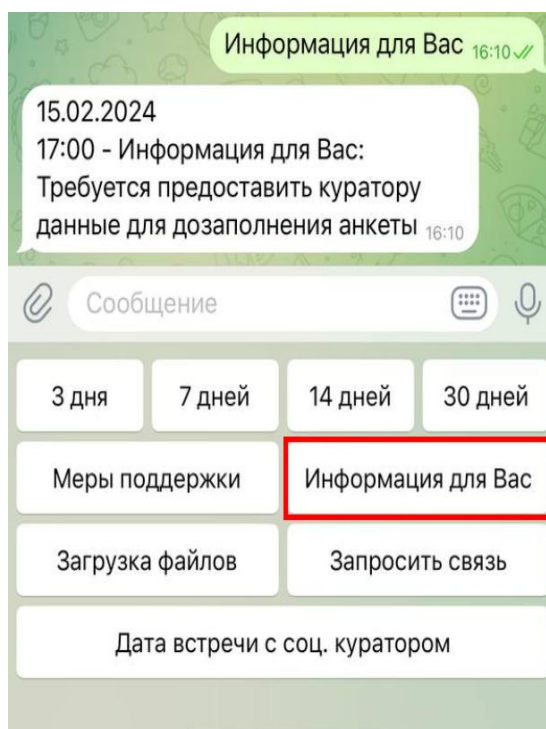 Информация для Вас 16:10
15.02.2024
17:00 - Информация для Вас:
Требуется предоставить куратору
данные для дозаполнения анкеты 16:10
Сообщение
3 дня 7 дней 14 дней 30 дней
Меры поддержки Информация для Вас
Загрузка файлов Запросить связь
Дата встречи с соц. куратором